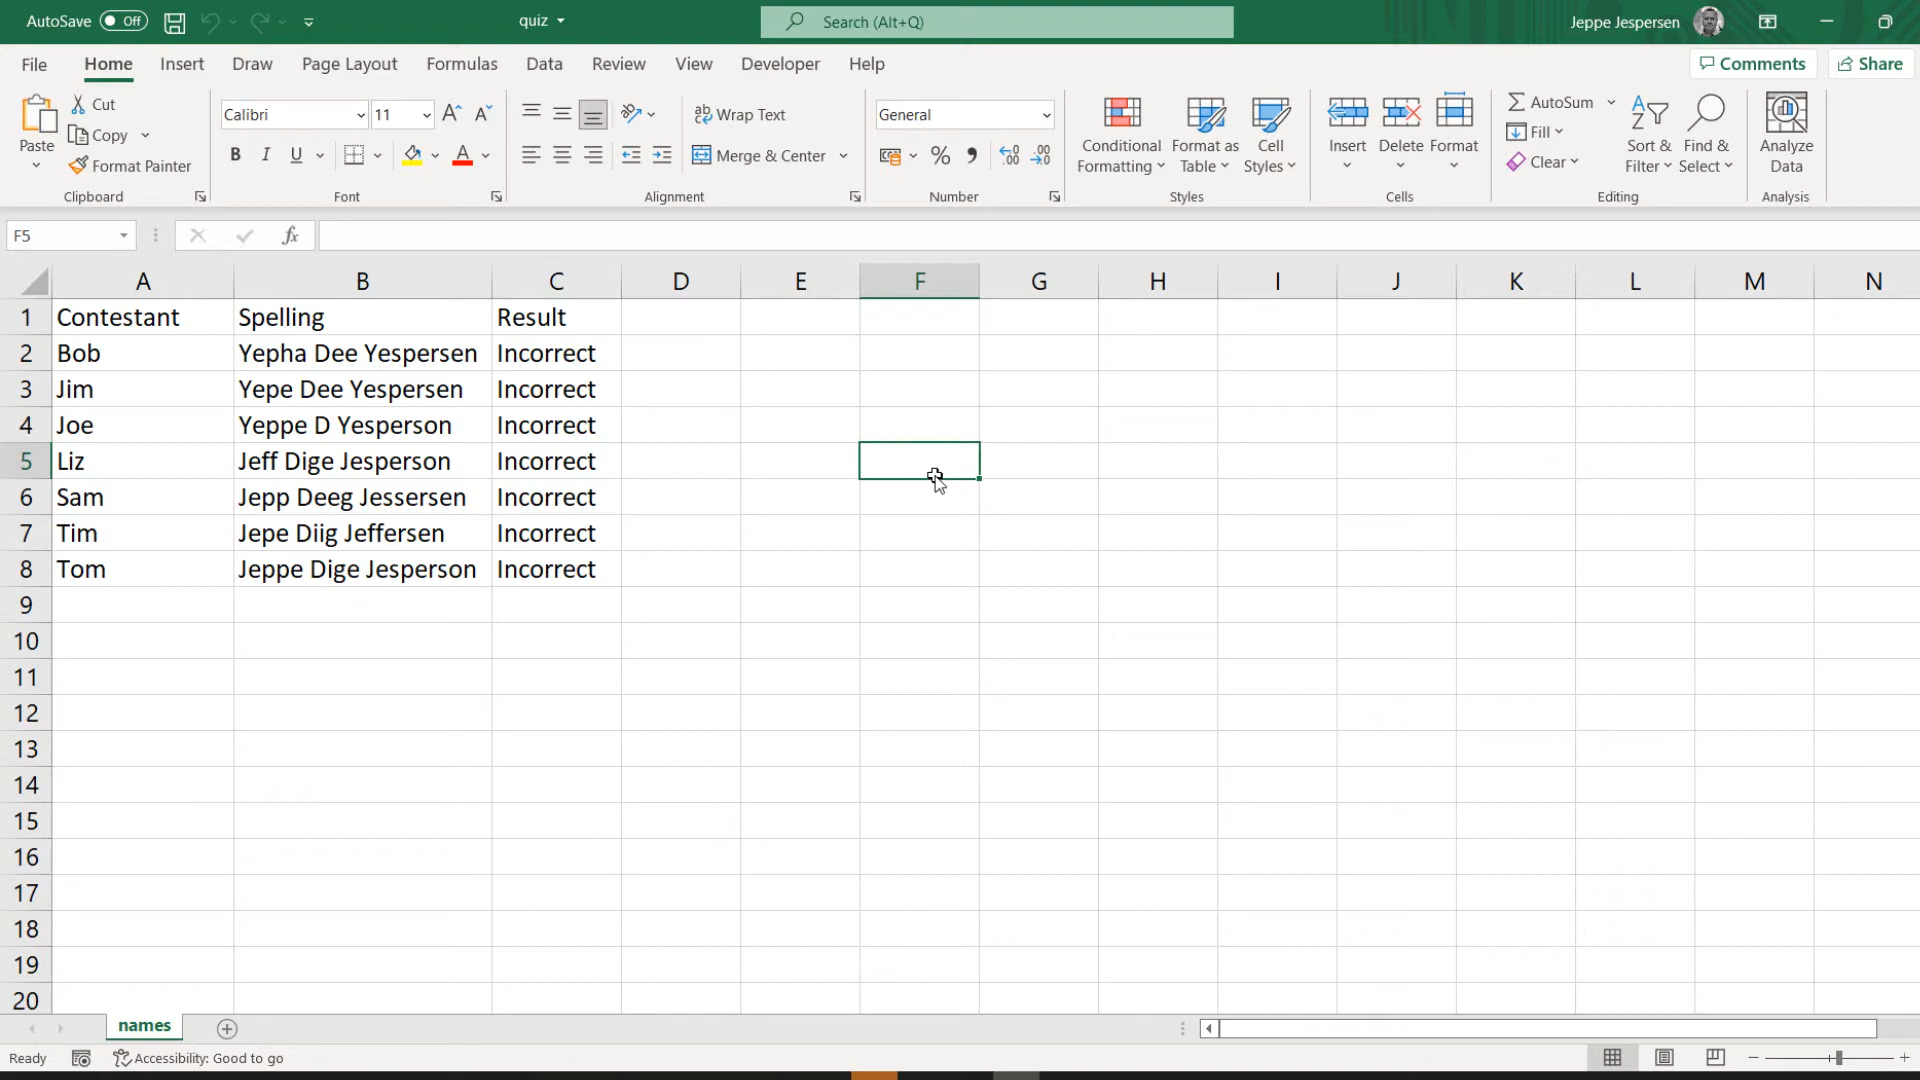 AutoSave Off quiz Search (Alt+Q) Jeppe Jespersen
File Home Insert Draw Page Layout Formulas Data Review View Developer Help Comments Share
Paste
Cut
Copy
Format Painter
Clipboard
Calibri 11
B I U A
Font
ab Wrap Text
Merge & Center
Alignment
General
% ,
Number
Conditional Formatting
Format as Table
Cell Styles
Styles
Insert Delete Format
Cells
AutoSum
Fill
Clear
Sort & Filter
Find & Select
Editing
Analyze Data
Analysis
F5 fx
A B C D E F G H I J K L M N
1 Contestant Spelling Result
2 Bob Yepha Dee Yespersen Incorrect
3 Jim Yepe Dee Yespersen Incorrect
4 Joe Yeppe D Yesperson Incorrect
5 Liz Jeff Dige Jesperson Incorrect
6 Sam Jepp Deeg Jessersen Incorrect
7 Tim Jepe Diig Jeffersen Incorrect
8 Tom Jeppe Dige Jesperson Incorrect
9
10
11
12
13
14
15
16
17
18
19
20
names
Ready Accessibility: Good to go